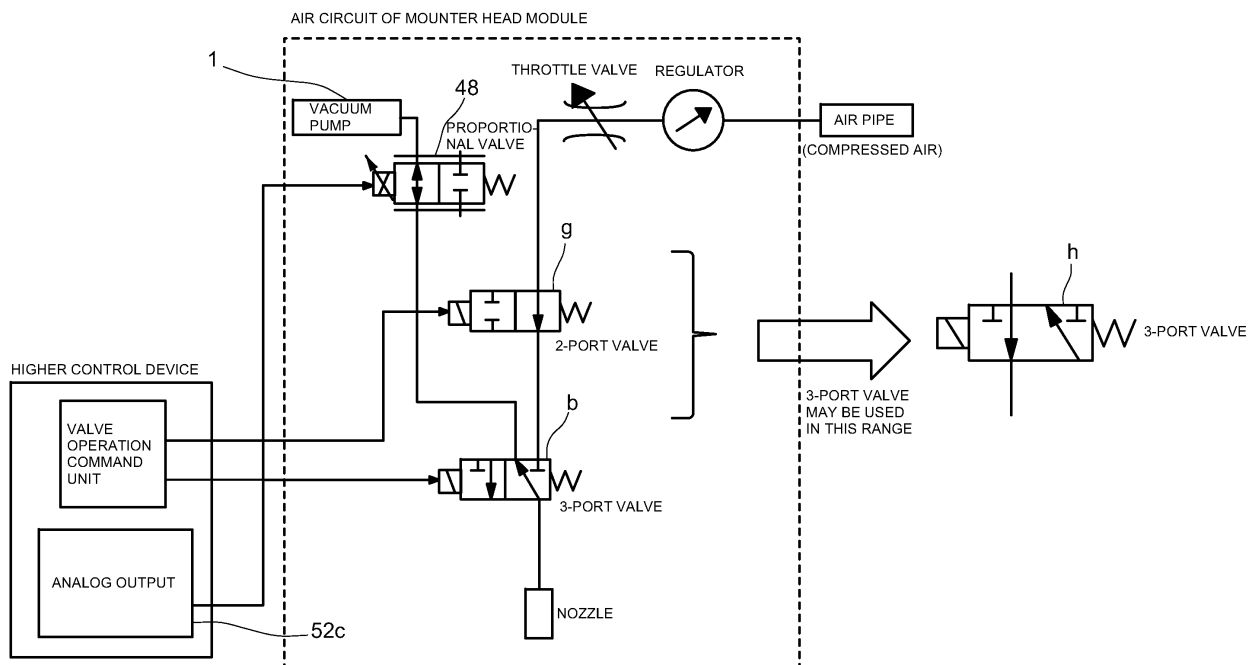 AIR CIRCUIT OF MOUNTER HEAD MODULE
1
VACUUM
PUMP
48
PROPORTIO-
NAL VALVE
THROTTLE VALVE
REGULATOR
AIR PIPE
(COMPRESSED AIR)
g
2-PORT VALVE
h
3-PORT VALVE
3-PORT VALVE
MAY BE USED
IN THIS RANGE
HIGHER CONTROL DEVICE
VALVE
OPERATION
COMMAND
UNIT
b
3-PORT VALVE
ANALOG OUTPUT
52c
NOZZLE